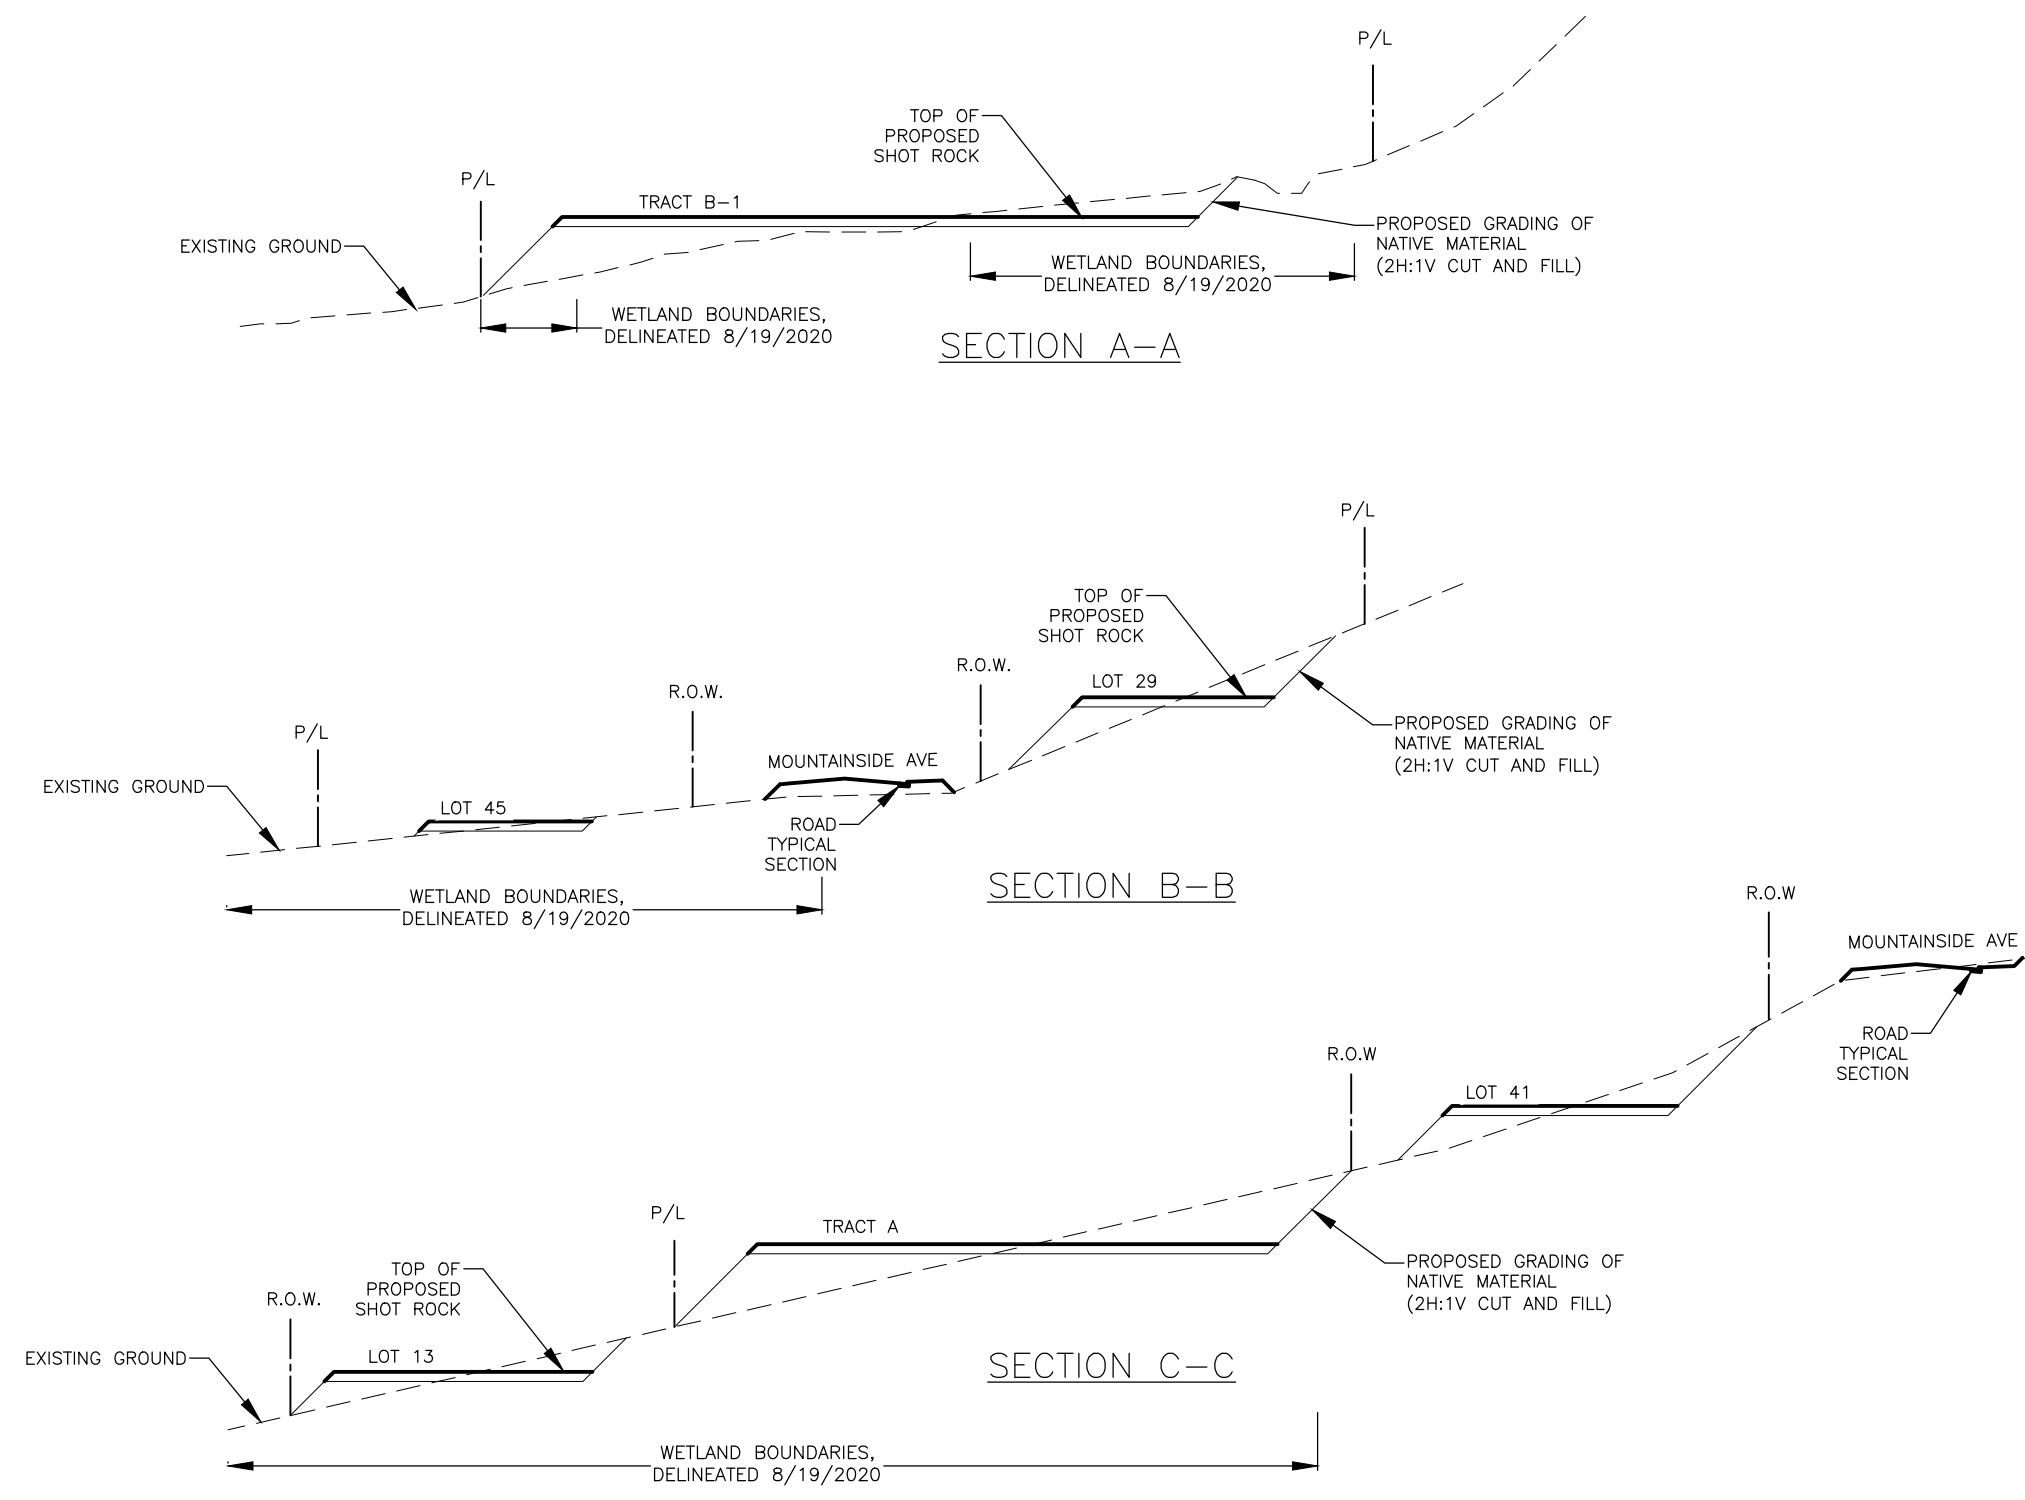 P/L
TOP OF
PROPOSED
SHOT ROCK
P/L
TRACT B-1
EXISTING GROUND
PROPOSED GRADING OF
NATIVE MATERIAL
(2H:1V CUT AND FILL)
WETLAND BOUNDARIES,
DELINEATED 8/19/2020
WETLAND BOUNDARIES,
DELINEATED 8/19/2020
SECTION A-A
P/L
TOP OF
PROPOSED
SHOT ROCK
R.O.W.
R.O.W.
LOT 29
P/L
PROPOSED GRADING OF
NATIVE MATERIAL
(2H:1V CUT AND FILL)
MOUNTAINSIDE AVE
EXISTING GROUND
LOT 45
ROAD
TYPICAL
SECTION
WETLAND BOUNDARIES,
DELINEATED 8/19/2020
SECTION B-B
R.O.W
MOUNTAINSIDE AVE
ROAD
TYPICAL
SECTION
R.O.W
LOT 41
P/L
TRACT A
PROPOSED GRADING OF
NATIVE MATERIAL
(2H:1V CUT AND FILL)
TOP OF
PROPOSED
SHOT ROCK
R.O.W.
LOT 13
EXISTING GROUND
SECTION C-C
WETLAND BOUNDARIES,
DELINEATED 8/19/2020